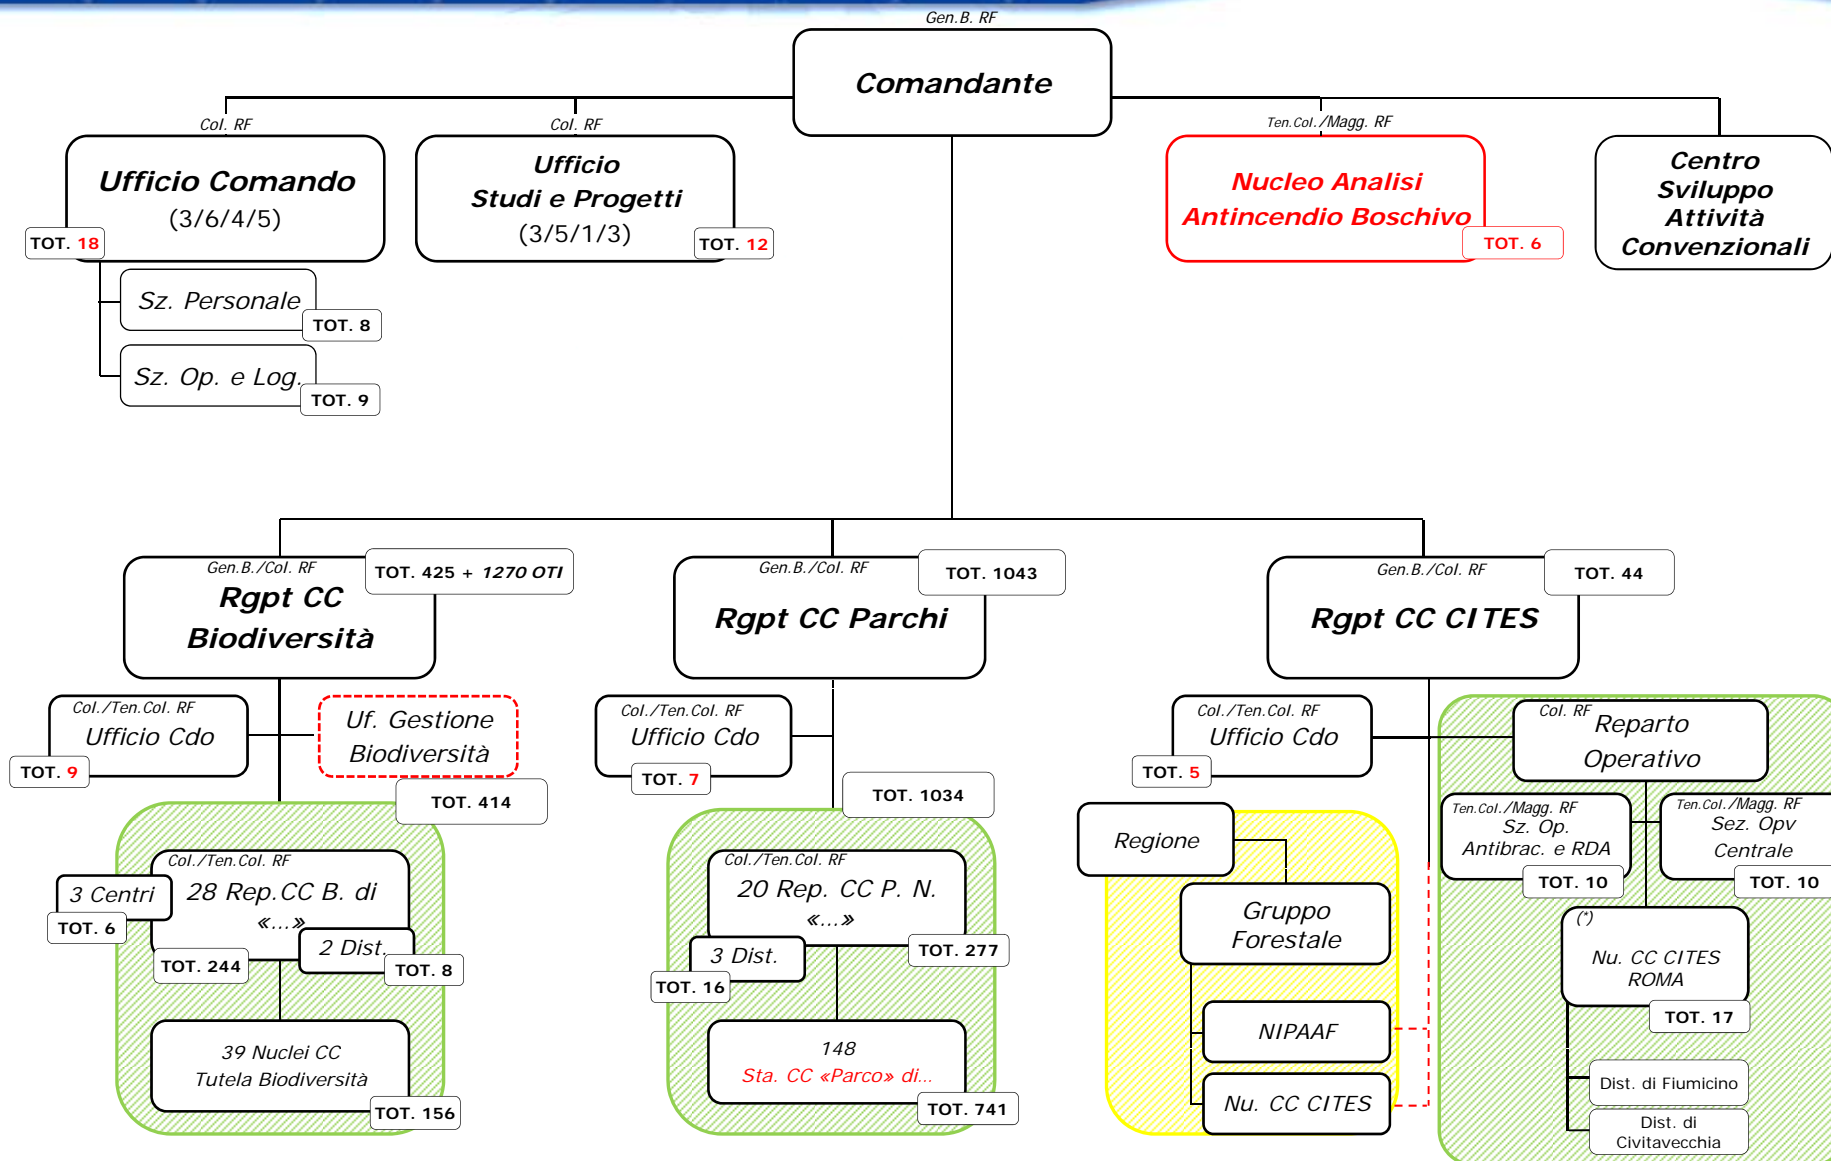 Gen.B. RF
Comandante
Col. RF
Ufficio Comando
(3/6/4/5)
TOT. 18
Sz. Personale
TOT. 8
Sz. Op. e Log.
TOT. 9
Col. RF
Ufficio
Studi e Progetti
(3/5/1/3)
TOT. 12
Ten.Col./Magg. RF
Nucleo Analisi
Antincendio Boschivo
TOT. 6
Centro
Sviluppo
Attività
Convenzionali
Gen.B./Col. RF
TOT. 425 + 1270 OTI
Rgpt CC
Biodiversità
Col./Ten.Col. RF
Ufficio Cdo
TOT. 9
Uf. Gestione
Biodiversità
TOT. 414
Col./Ten.Col. RF
28 Rep.CC B. di
«...»
3 Centri
TOT. 6
TOT. 244
2 Dist.
TOT. 8
39 Nuclei CC
Tutela Biodiversità
TOT. 156
Gen.B./Col. RF
TOT. 1043
Rgpt CC Parchi
Col./Ten.Col. RF
Ufficio Cdo
TOT. 7
TOT. 1034
Col./Ten.Col. RF
20 Rep. CC P. N.
«...»
3 Dist.
TOT. 16
TOT. 277
148
Sta. CC «Parco» di...
TOT. 741
Gen.B./Col. RF
TOT. 44
Rgpt CC CITES
Col./Ten.Col. RF
Ufficio Cdo
TOT. 5
Regione
Gruppo
Forestale
NIPAAF
Nu. CC CITES
Col. RF
Reparto
Operativo
Ten.Col./Magg. RF
Sz. Op.
Antibrac. e RDA
TOT. 10
Ten.Col./Magg. RF
Sez. Opv
Centrale
TOT. 10
(*)
Nu. CC CITES
ROMA
TOT. 17
Dist. di Fiumicino
Dist. di
Civitavecchia